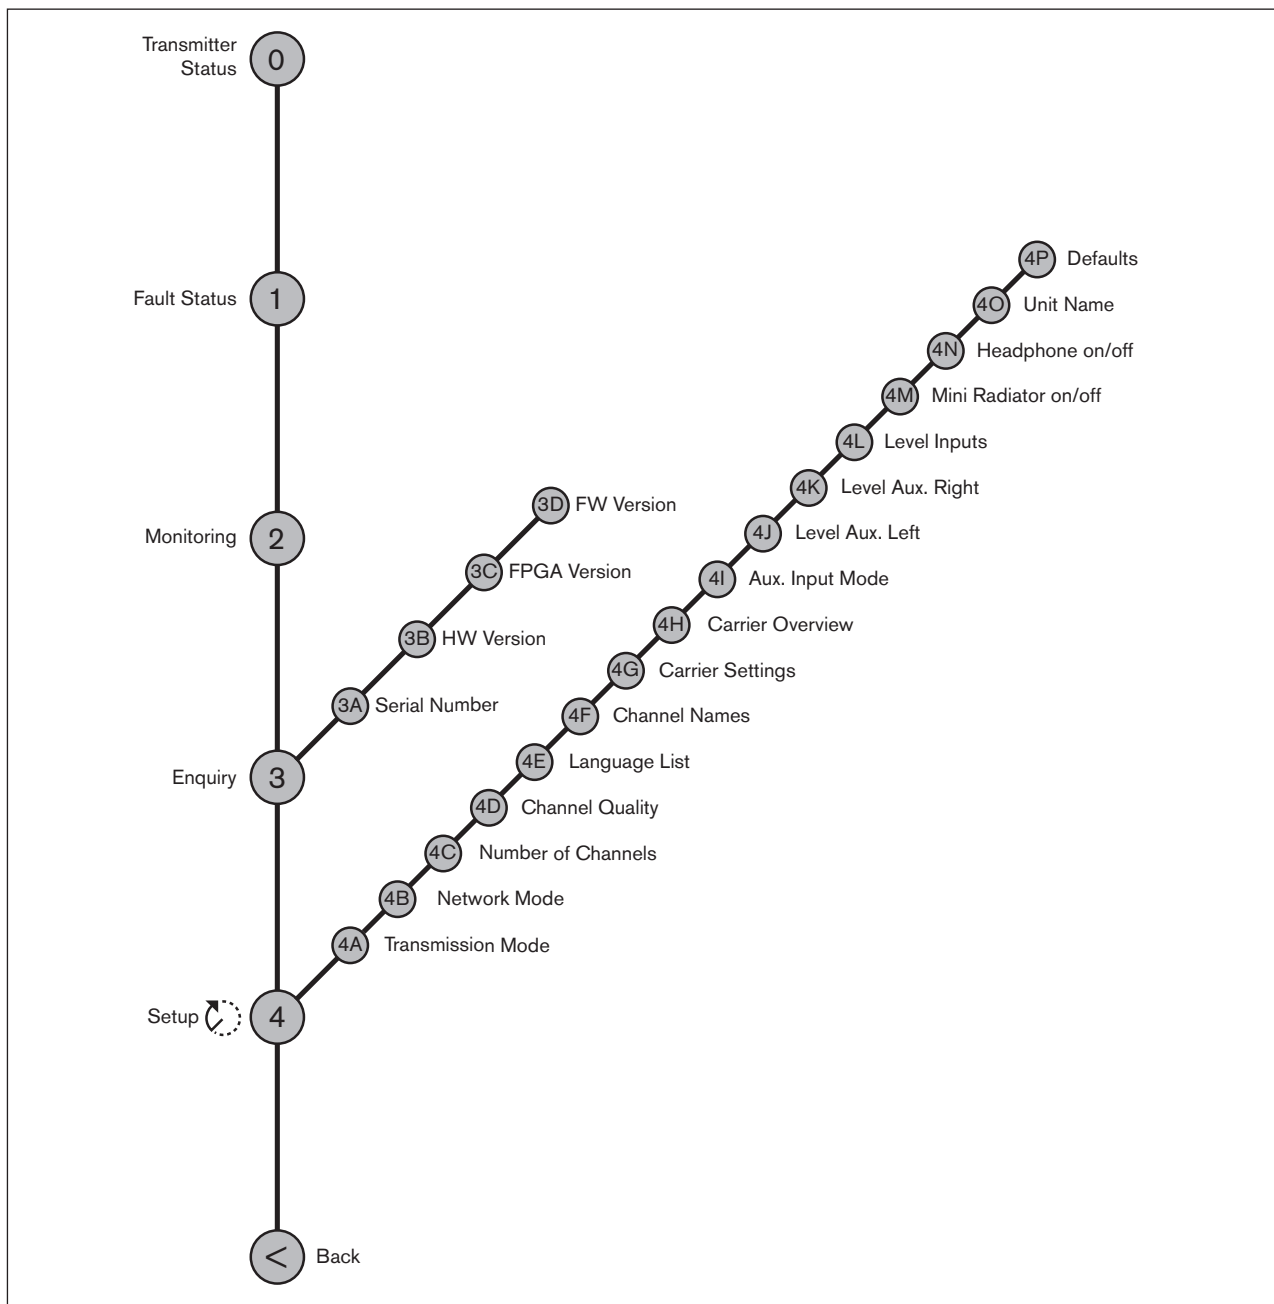 Transmitter
Status
0
4P Defaults
Fault Status 1
4O Unit Name
4N Headphone on/off
4M Mini Radiator on/off
4L Level Inputs
4K Level Aux. Right
3D FW Version
4J Level Aux. Left
Monitoring 2
3C FPGA Version
4I Aux. Input Mode
4H Carrier Overview
3B HW Version
4G Carrier Settings
3A Serial Number
4F Channel Names
4E Language List
Enquiry 3
4D Channel Quality
4C Number of Channels
4B Network Mode
4A Transmission Mode
Setup 4
< Back